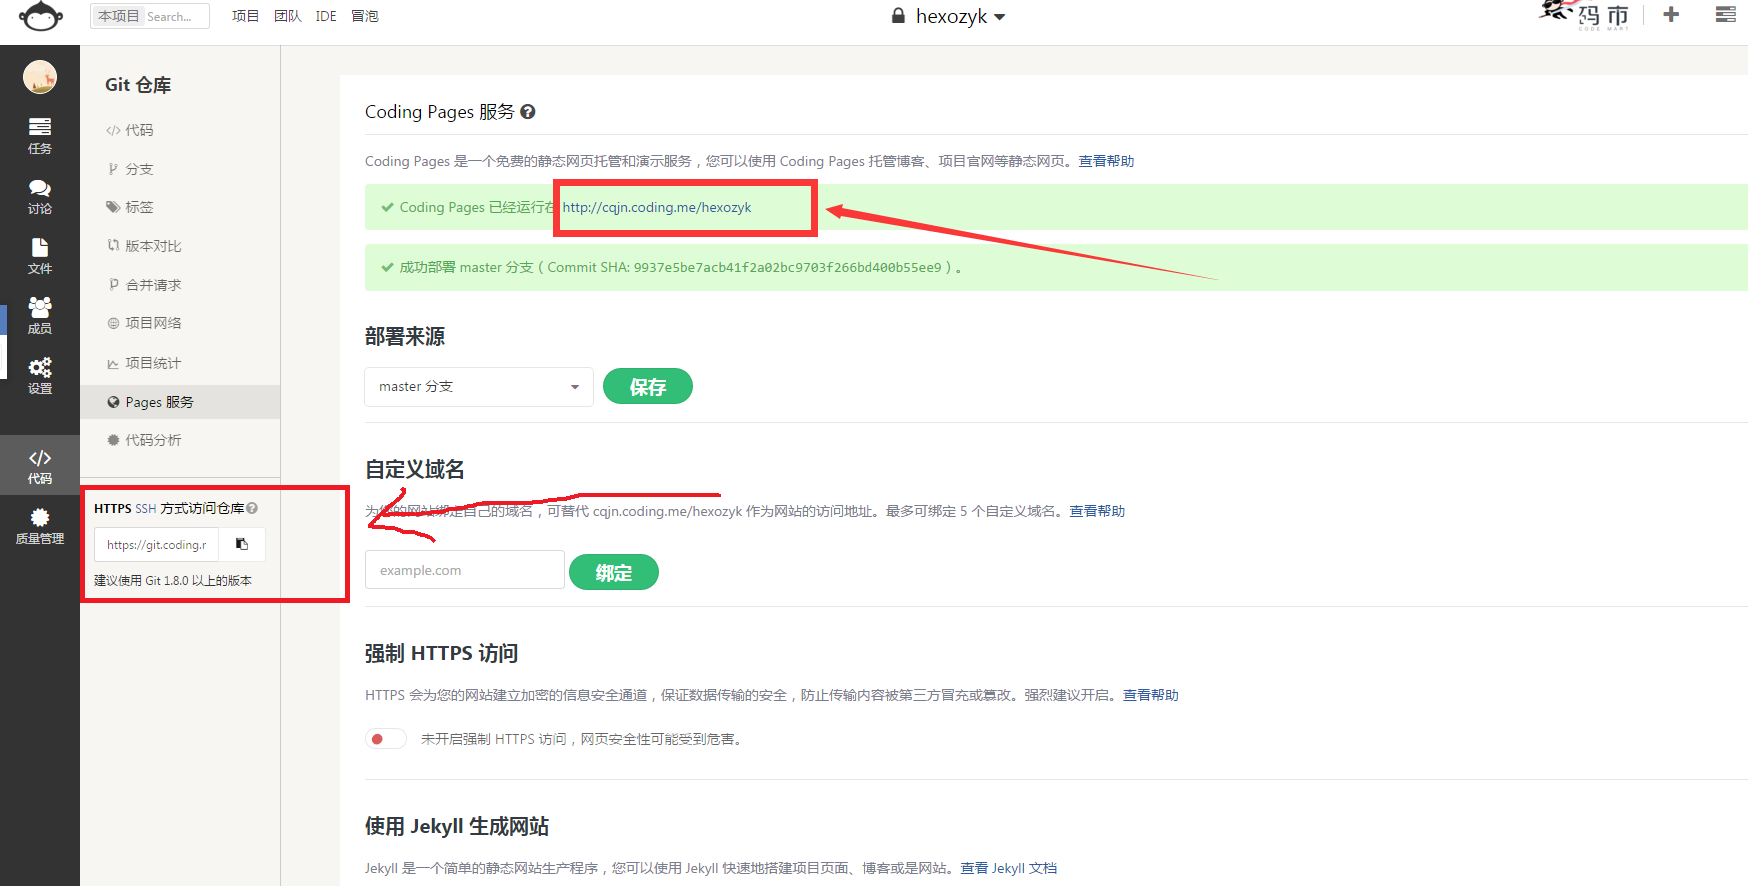 本项目 Search... 项目 团队 IDE 冒泡 hexozyk 码市
CODE MART
任务
讨论
文件
成员
设置
代码
质量管理
Git 仓库
代码
分支
标签
版本对比
合并请求
项目网络
项目统计
Pages 服务
代码分析
HTTPS SSH 方式访问仓库
https://git.coding.r
建议使用 Git 1.8.0 以上的版本
Coding Pages 服务
Coding Pages 是一个免费的静态网页托管和演示服务，您可以使用 Coding Pages 托管博客、项目官网等静态网页。查看帮助
Coding Pages 已经运行在 http://cqjn.coding.me/hexozyk
成功部署 master 分支（Commit SHA: 9937e5be7acb41f2a02bc9703f266bd400b55ee9）。
部署来源
master 分支 保存
自定义域名
为您的网站绑定自己的域名，可替代 cqjn.coding.me/hexozyk 作为网站的访问地址。最多可绑定 5 个自定义域名。查看帮助
example.com 绑定
强制 HTTPS 访问
HTTPS 会为您的网站建立加密的信息安全通道，保证数据传输的安全，防止传输内容被第三方冒充或篡改。强烈建议开启。查看帮助
未开启强制 HTTPS 访问，网页安全性可能受到危害。
使用 Jekyll 生成网站
Jekyll 是一个简单的静态网站生产程序，您可以使用 Jekyll 快速地搭建项目页面、博客或是网站。查看 Jekyll 文档